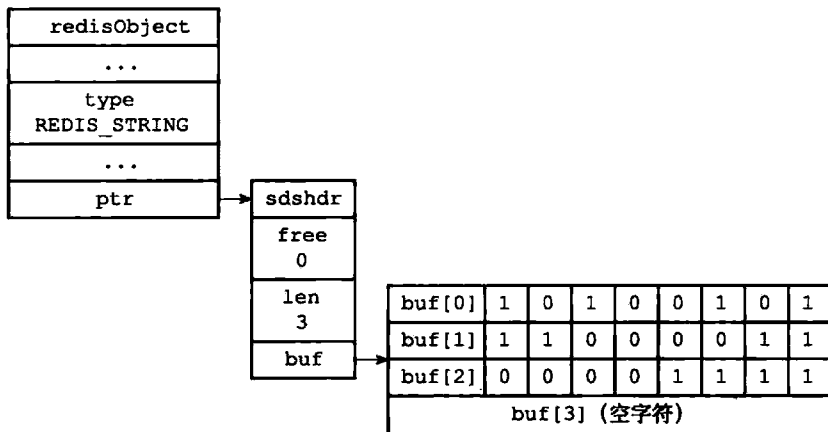 redisObject
...
type
REDIS_STRING
...
ptr
sdshdr
free
0
len
3
buf
buf[0] 1 0 1 0 0 1 0 1
buf[1] 1 1 0 0 0 0 1 1
buf[2] 0 0 0 0 1 1 1 1
buf[3] (空字符)